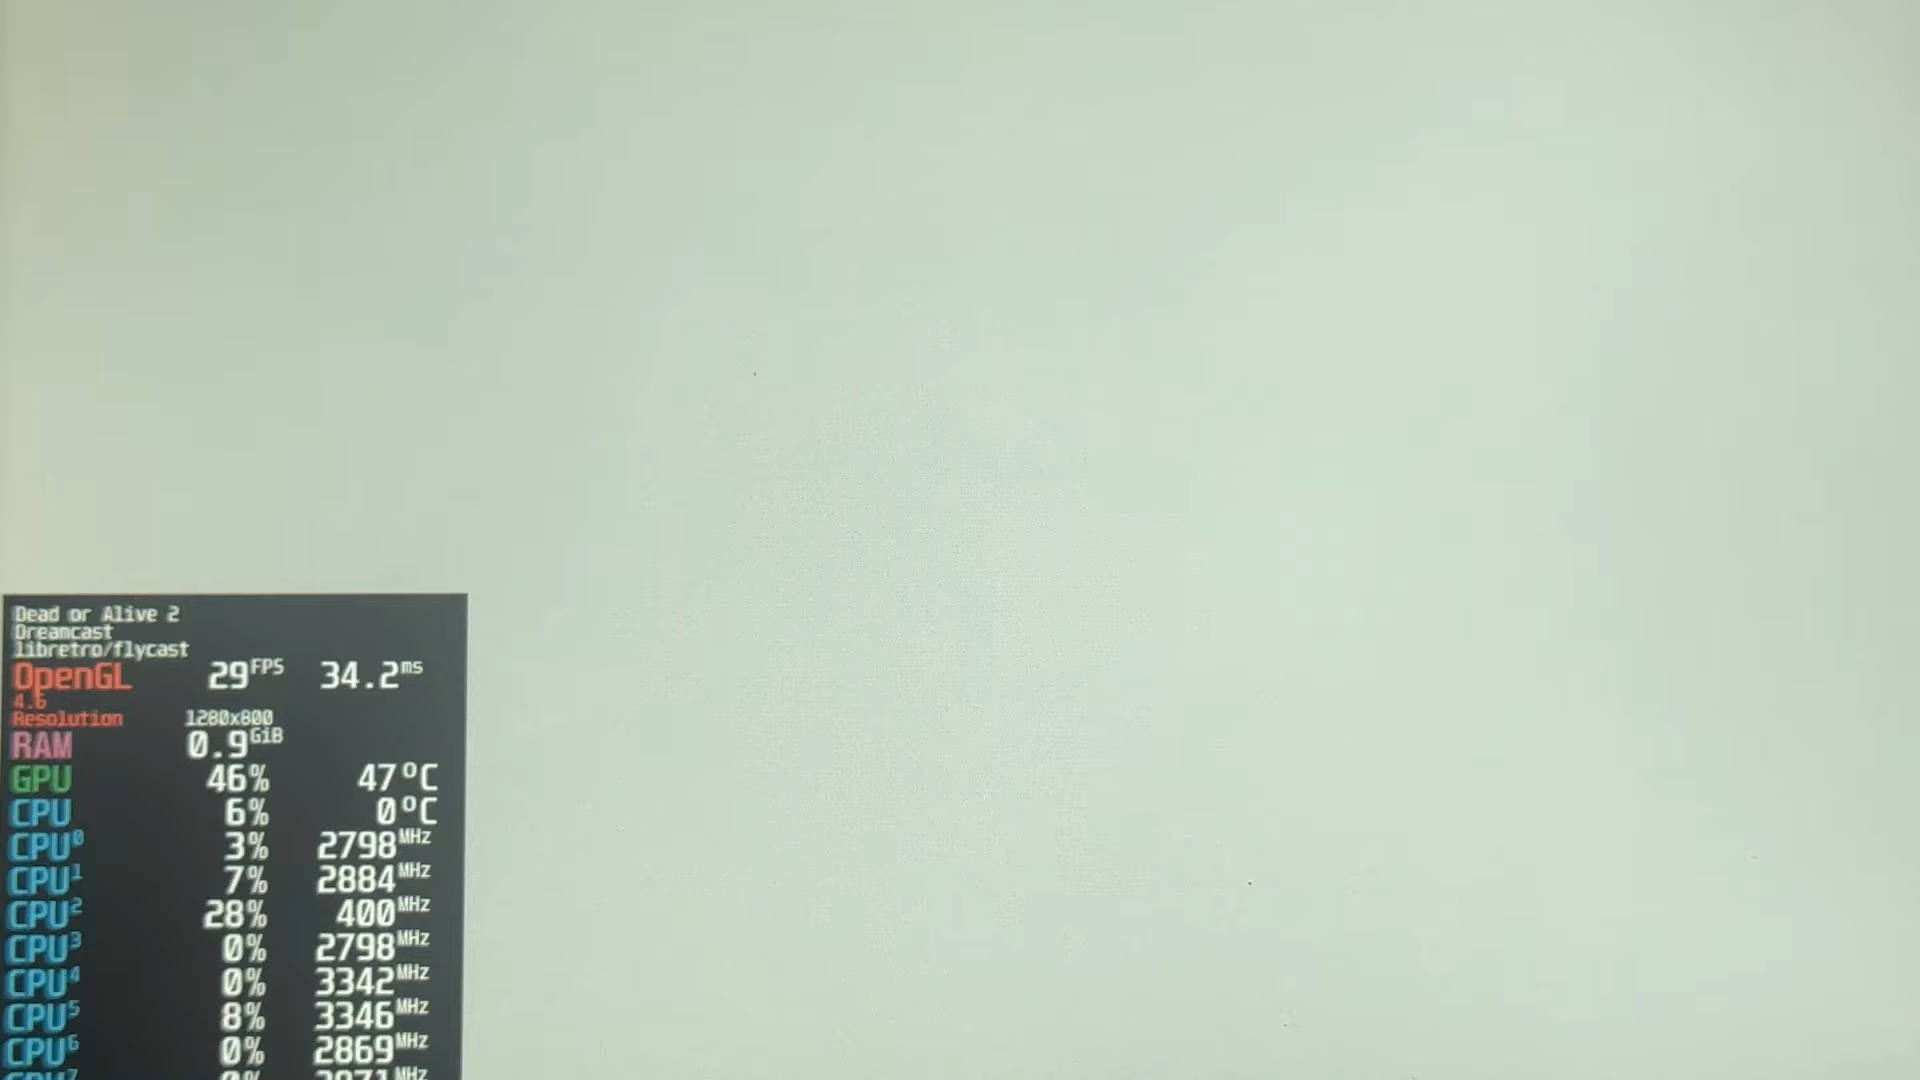 Dead or Alive 2
Dreamcast
libretro/flycast
OpenGL 29FPS 34.2ms
4.6
Resolution 1280x800
RAM 0.9GiB
GPU 46% 47°C
CPU 6% 0°C
CPU0 3% 2798MHz
CPU1 7% 2884MHz
CPU2 28% 400MHz
CPU3 0% 2798MHz
CPU4 0% 3342MHz
CPU5 8% 3346MHz
CPU6 0% 2869MHz